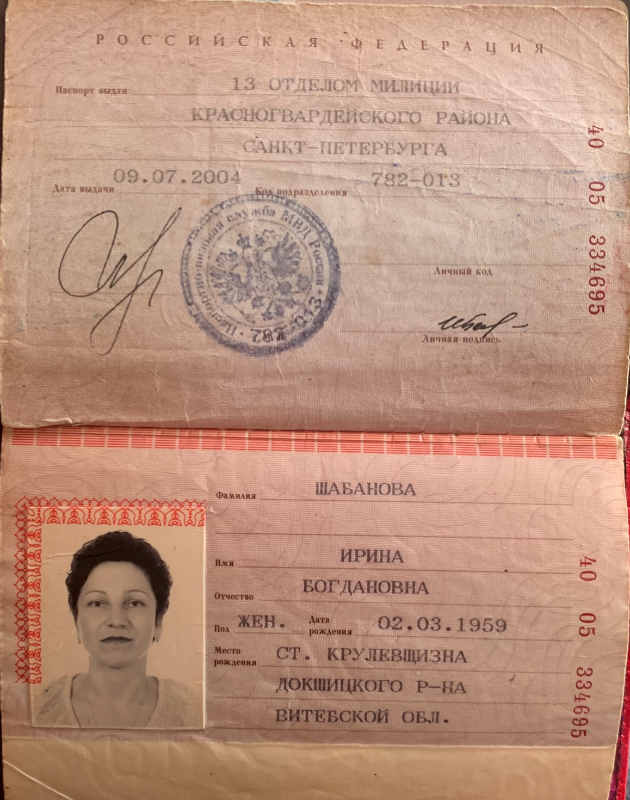 РОССИЙСКАЯ ФЕДЕРАЦИЯ
Паспорт выдан 13 ОТДЕЛОМ МИЛИЦИИ
КРАСНОГВАРДЕЙСКОГО РАЙОНА
САНКТ-ПЕТЕРБУРГА
Дата выдачи 09.07.2004 Код подразделения 782-013
40 05 334695
Паспортно-визовая служба МВД России
782-013
Личный код
Личная подпись
Фамилия ШАБАНОВА
Имя ИРИНА
Отчество БОГДАНОВНА
Пол ЖЕН. Дата рождения 02.03.1959
Место рождения СТ. КРУЛЕВЩИЗНА
ДОКШИЦКОГО Р-НА
ВИТЕБСКОЙ ОБЛ.
40 05 334695